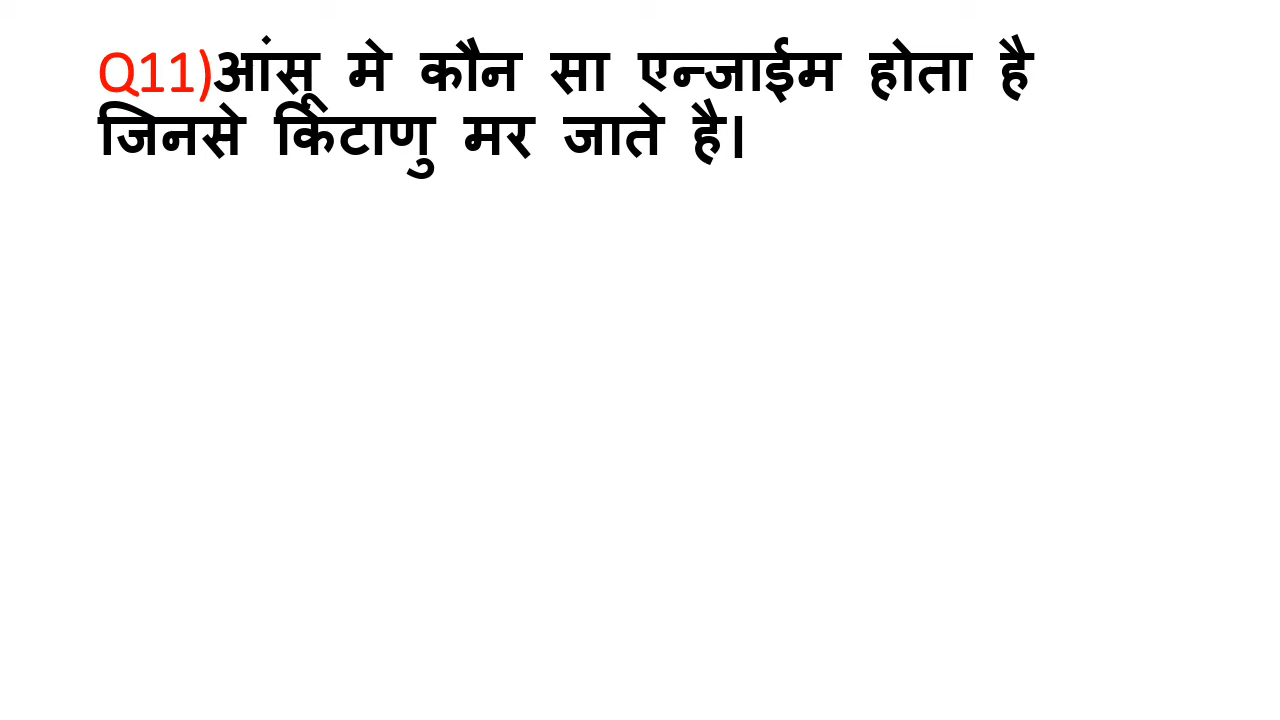 Q11)आंसू मे कौन सा एन्जाईम होता है
जिनसे किंटाणु मर जाते है।